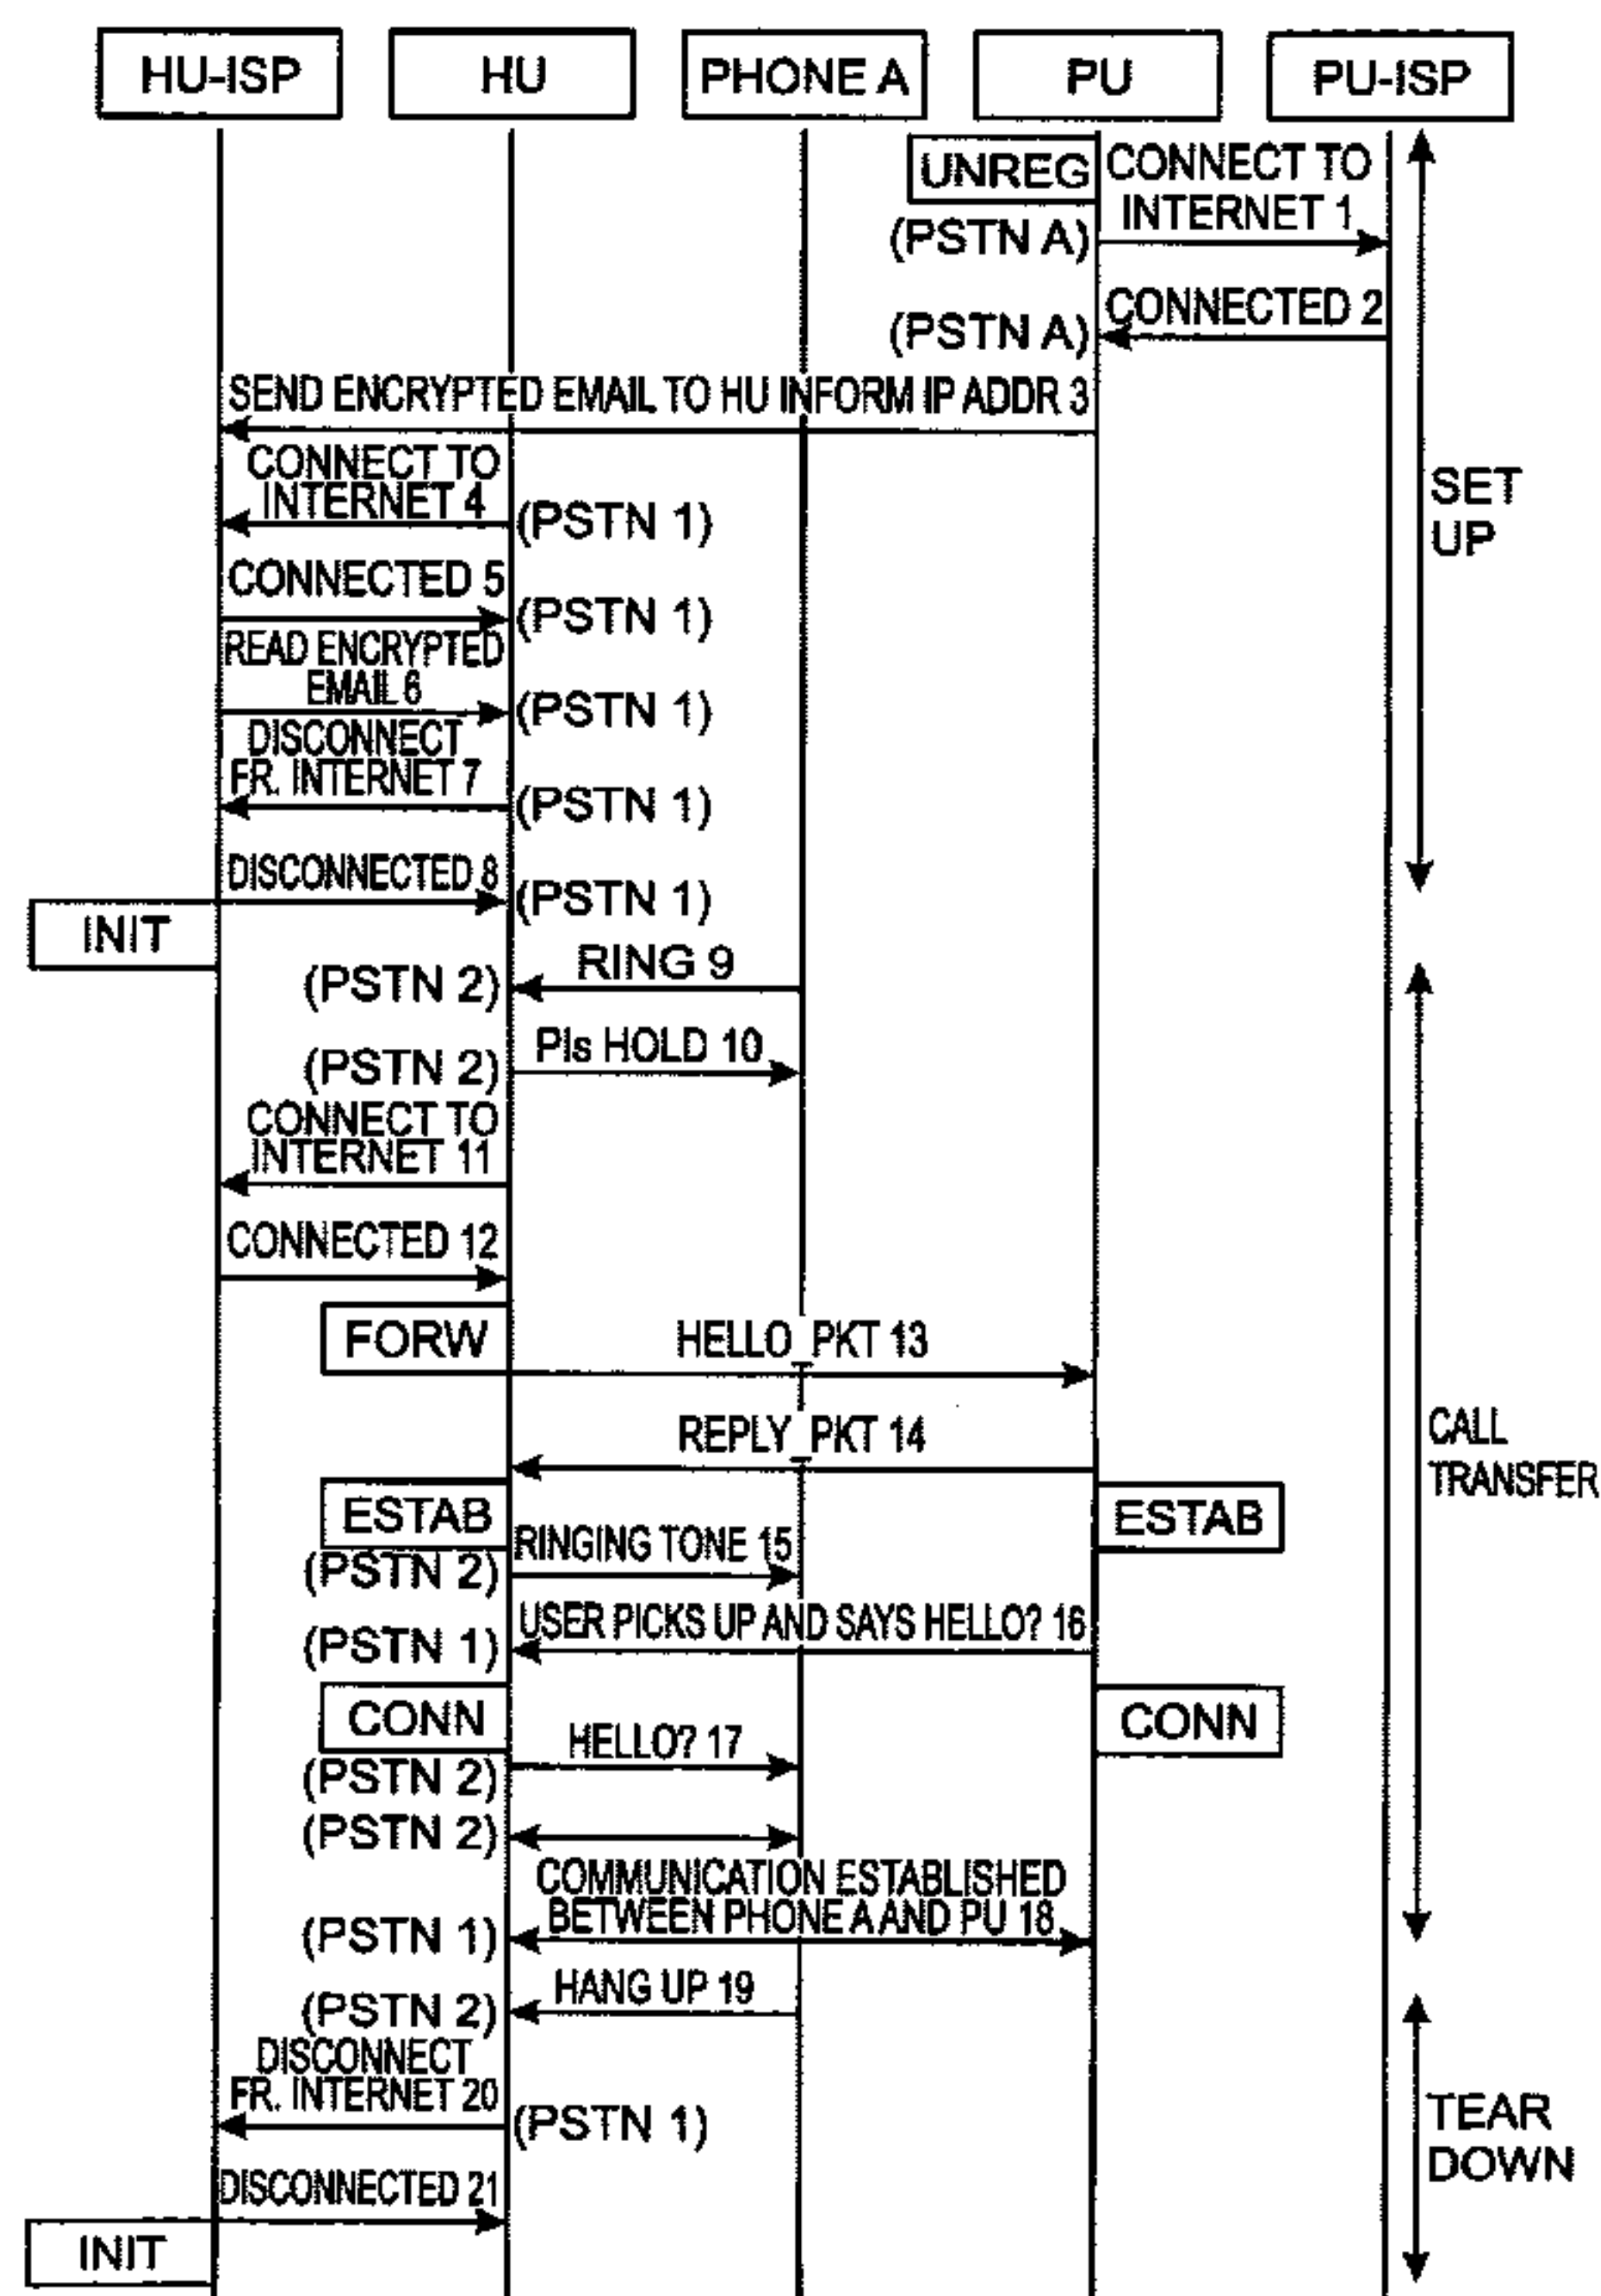 HU-ISP
HU
PHONE A
PU
PU-ISP
UNREG
CONNECT TO
INTERNET 1
(PSTN A)
CONNECTED 2
(PSTN A)
SEND ENCRYPTED EMAIL TO HU INFORM IP ADDR 3
CONNECT TO
INTERNET 4
(PSTN 1)
SET
UP
CONNECTED 5
(PSTN 1)
READ ENCRYPTED
EMAIL 6
(PSTN 1)
DISCONNECT
FR. INTERNET 7
(PSTN 1)
DISCONNECTED 8
(PSTN 1)
INIT
RING 9
(PSTN 2)
Pls HOLD 10
(PSTN 2)
CONNECT TO
INTERNET 11
CONNECTED 12
FORW
HELLO PKT 13
REPLY PKT 14
CALL
TRANSFER
ESTAB
ESTAB
RINGING TONE 15
(PSTN 2)
USER PICKS UP AND SAYS HELLO? 16
(PSTN 1)
CONN
CONN
HELLO? 17
(PSTN 2)
(PSTN 2)
COMMUNICATION ESTABLISHED
BETWEEN PHONE A AND PU 18
(PSTN 1)
HANG UP 19
(PSTN 2)
DISCONNECT
FR. INTERNET 20
(PSTN 1)
TEAR
DOWN
DISCONNECTED 21
INIT